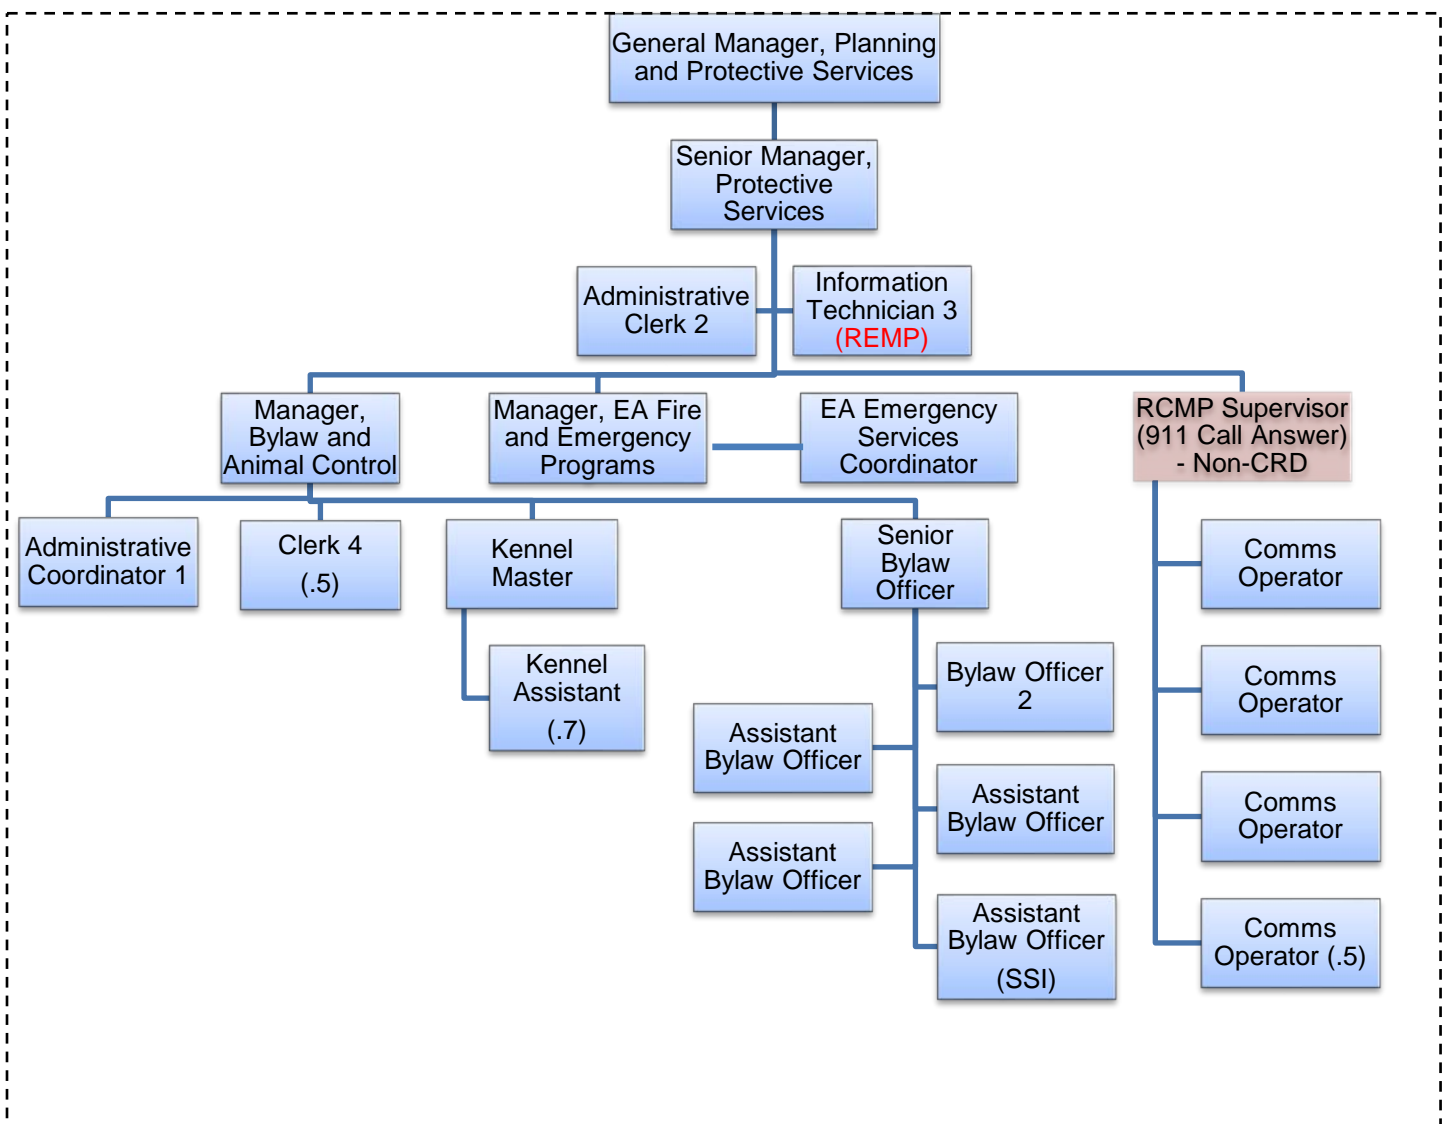 General Manager, Planning
and Protective Services
Senior Manager,
Protective
Services
Administrative
Clerk 2
Information
Technician 3
(REMP)
Manager,
Bylaw and
Animal Control
Manager, EA Fire
and Emergency
Programs
EA Emergency
Services
Coordinator
RCMP Supervisor
(911 Call Answer)
- Non-CRD
Administrative
Coordinator 1
Clerk 4
(.5)
Kennel
Master
Senior
Bylaw
Officer
Comms
Operator
Kennel
Assistant
(.7)
Bylaw Officer
2
Comms
Operator
Assistant
Bylaw Officer
Assistant
Bylaw Officer
Comms
Operator
Assistant
Bylaw Officer
Assistant
Bylaw Officer
(SSI)
Comms
Operator (.5)